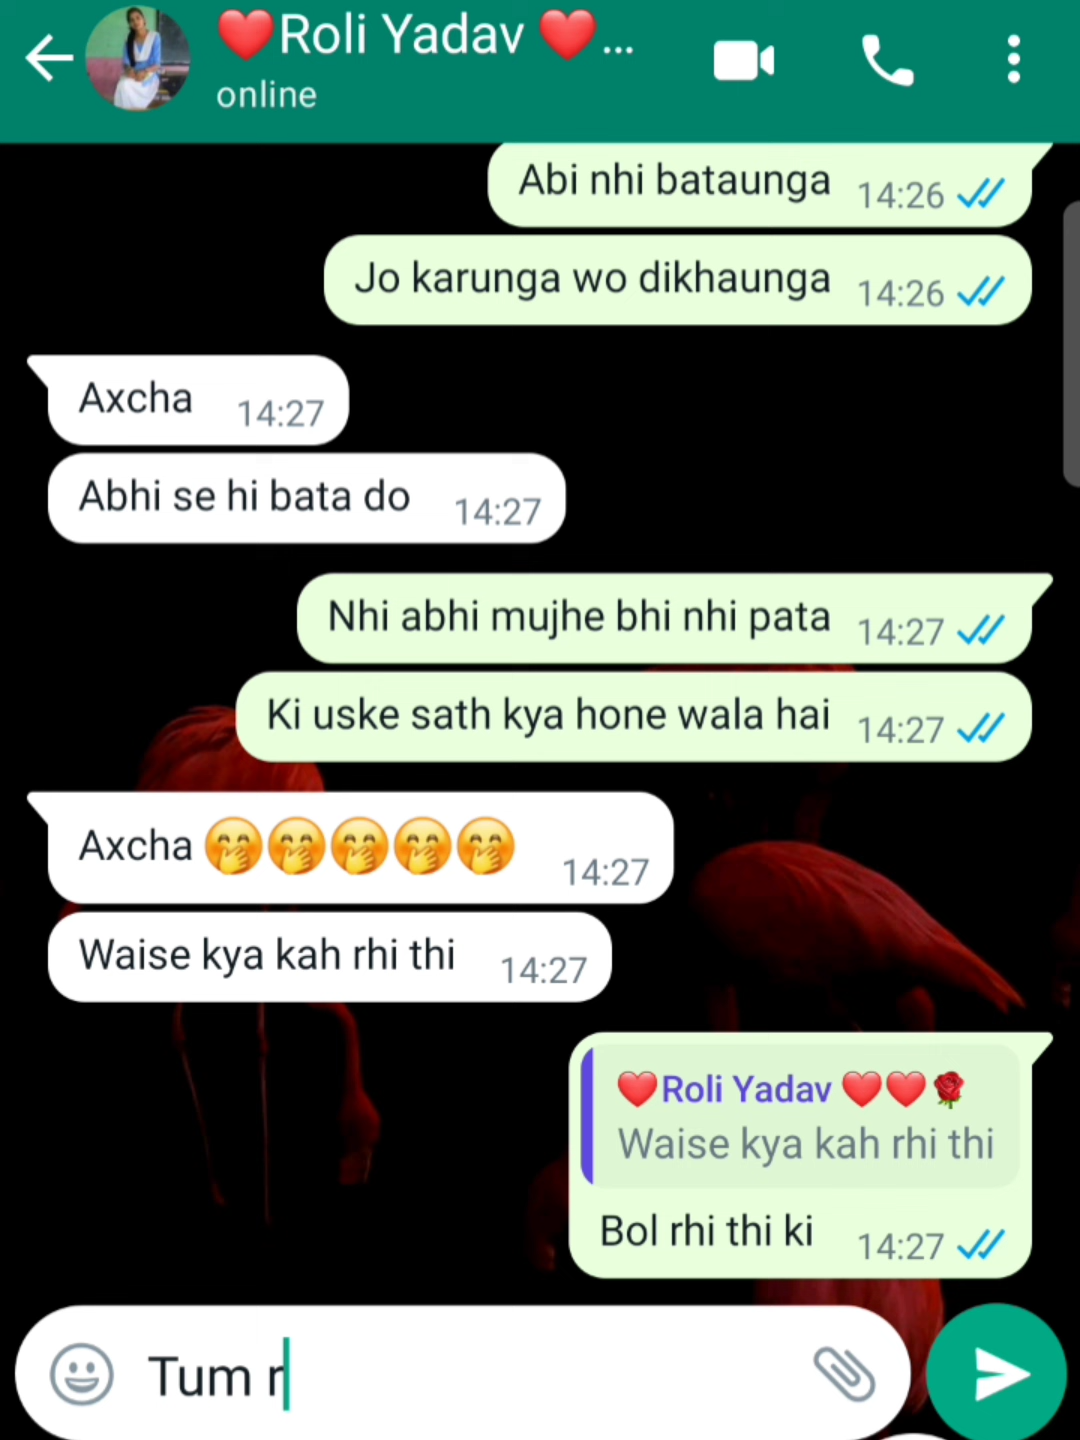 ❤️Roli Yadav ❤️...
online
Abi nhi bataunga 14:26
Jo karunga wo dikhaunga 14:26
Axcha 14:27
Abhi se hi bata do 14:27
Nhi abhi mujhe bhi nhi pata 14:27
Ki uske sath kya hone wala hai 14:27
Axcha 🤭🤭🤭🤭🤭 14:27
Waise kya kah rhi thi 14:27
❤️Roli Yadav ❤️❤️🌹
Waise kya kah rhi thi
Bol rhi thi ki 14:27
Tum r